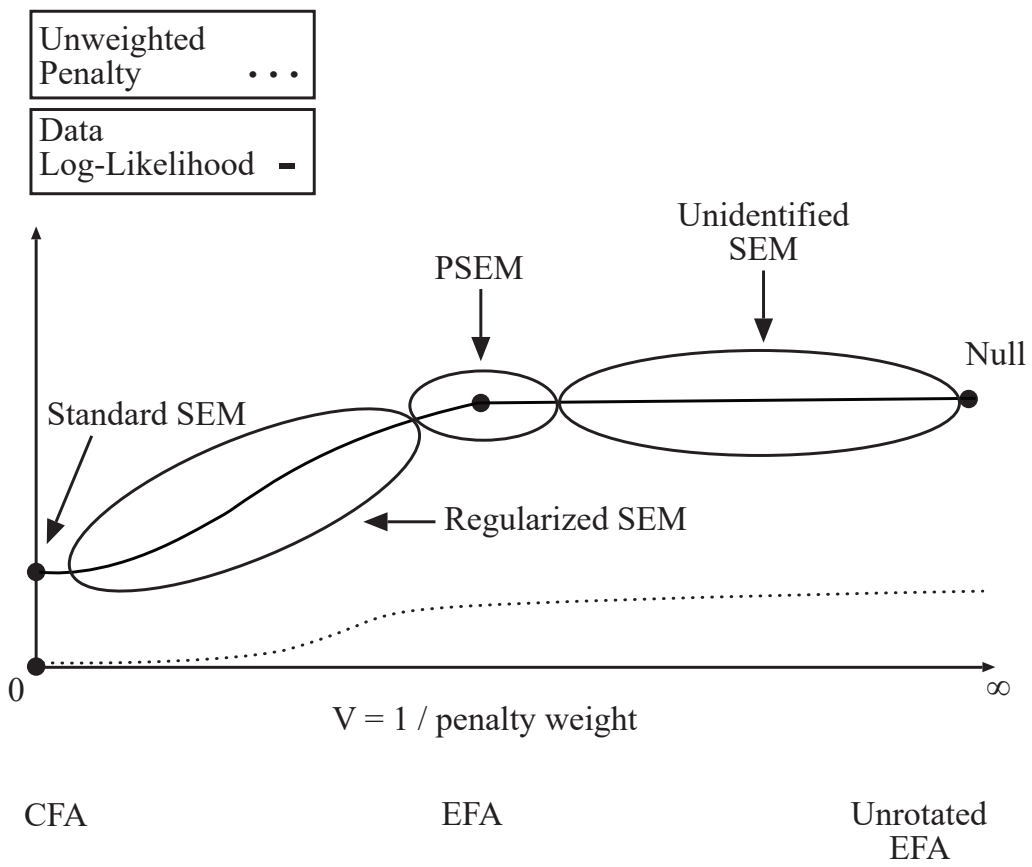 Unweighted
Penalty ...
Data
Log-Likelihood -
Unidentified
SEM
PSEM
Null
Standard SEM
Regularized SEM
0
∞
V = 1 / penalty weight
CFA
EFA
Unrotated
EFA